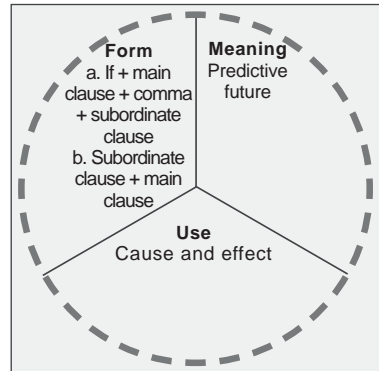 Form
a. If + main
clause + comma
+ subordinate
clause
b. Subordinate
clause + main
clause
Meaning
Predictive
future
Use
Cause and effect